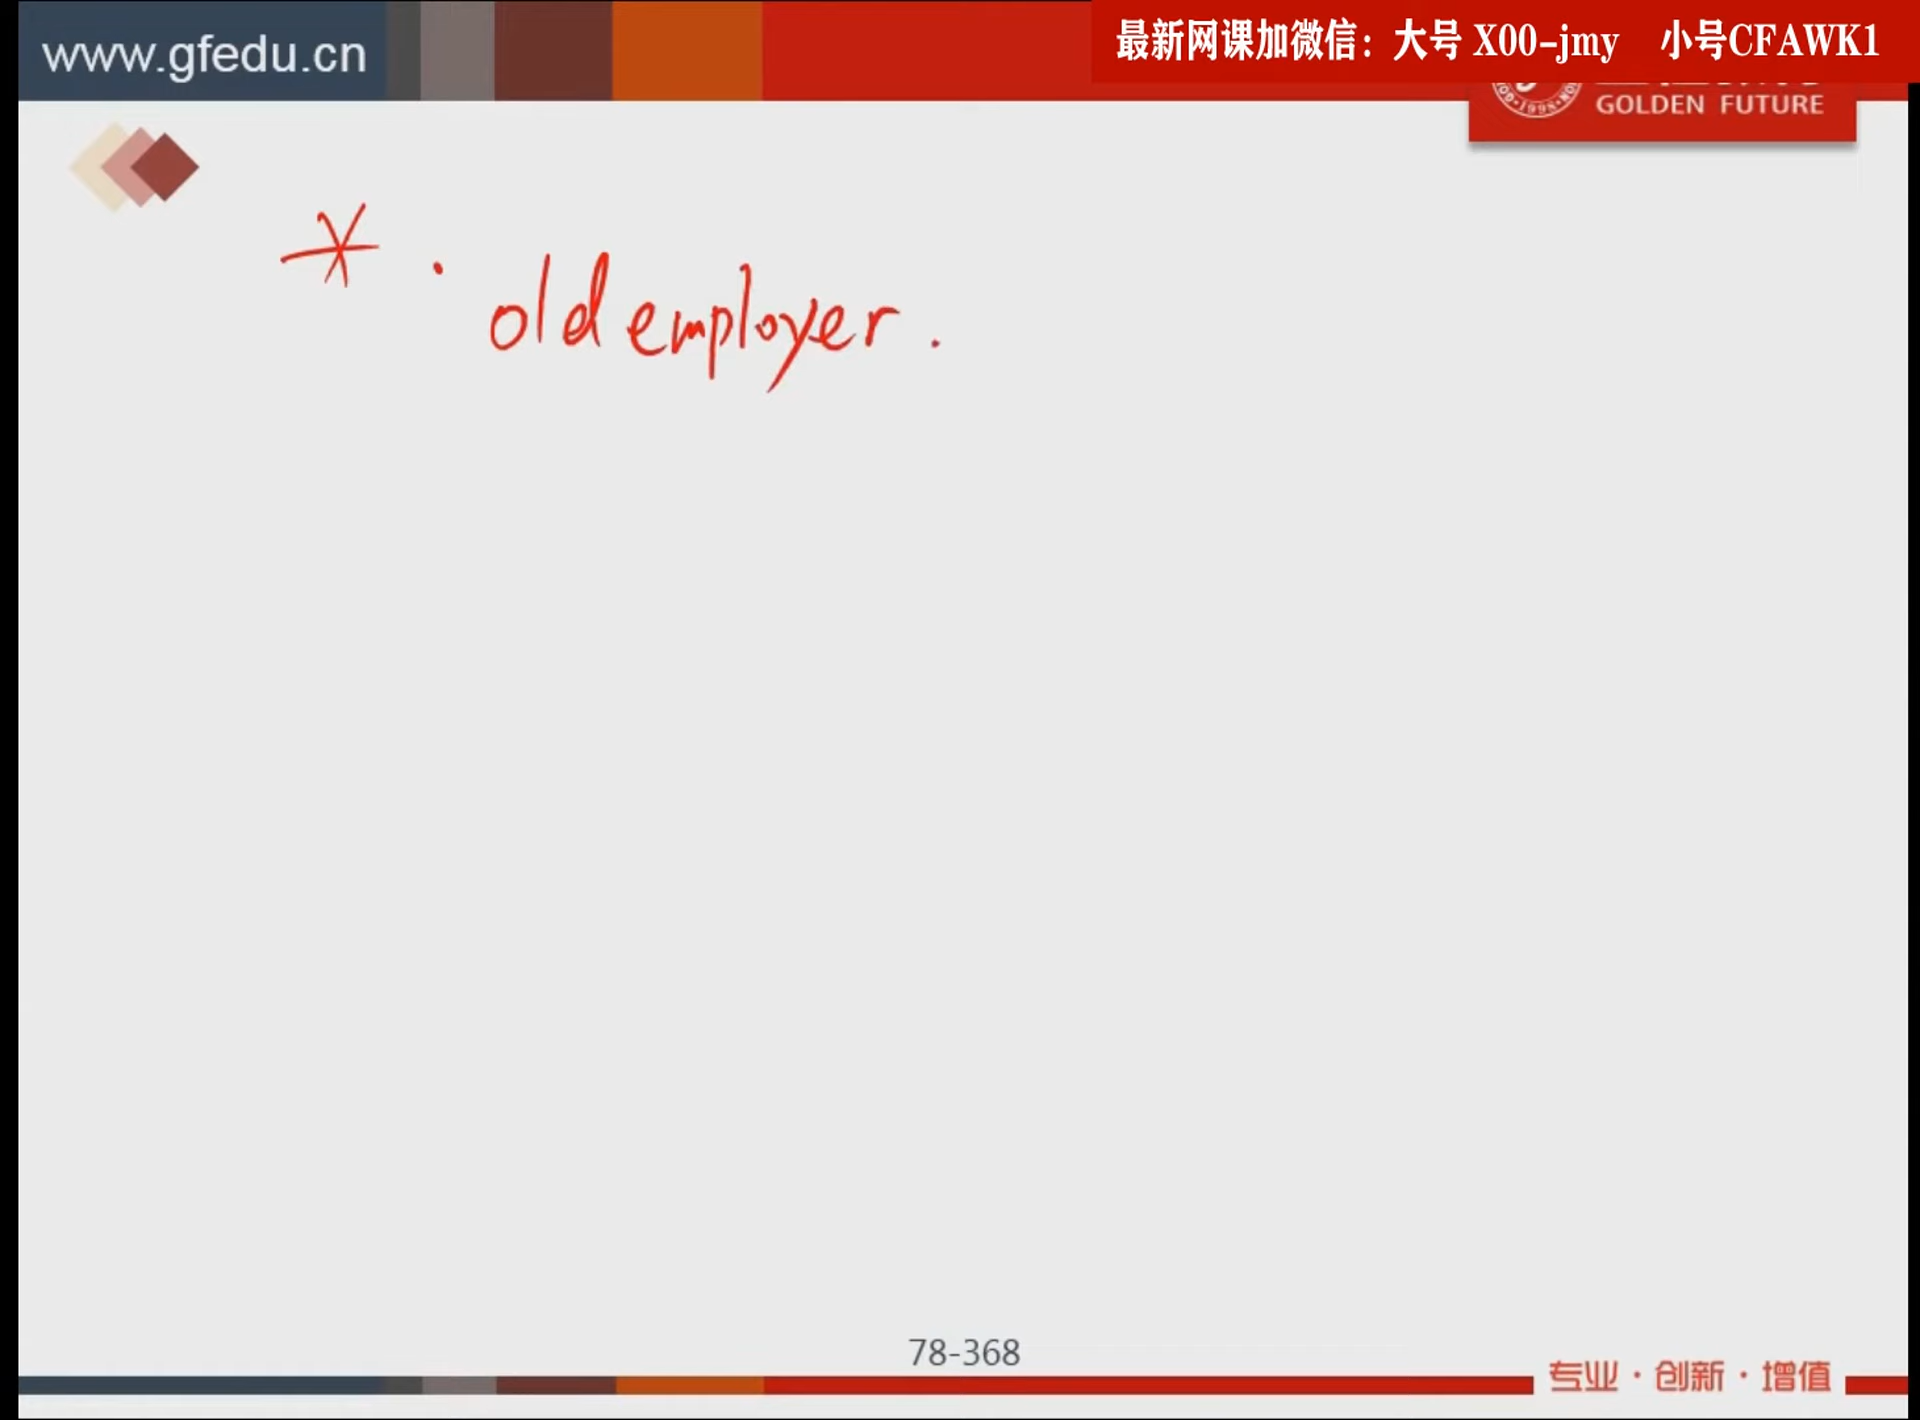 www.gfedu.cn
最新网课加微信：大号 X00-jmy 小号CFAWK1
GOLDEN FUTURE
* . old employer .
78-368
专业·创新·增值